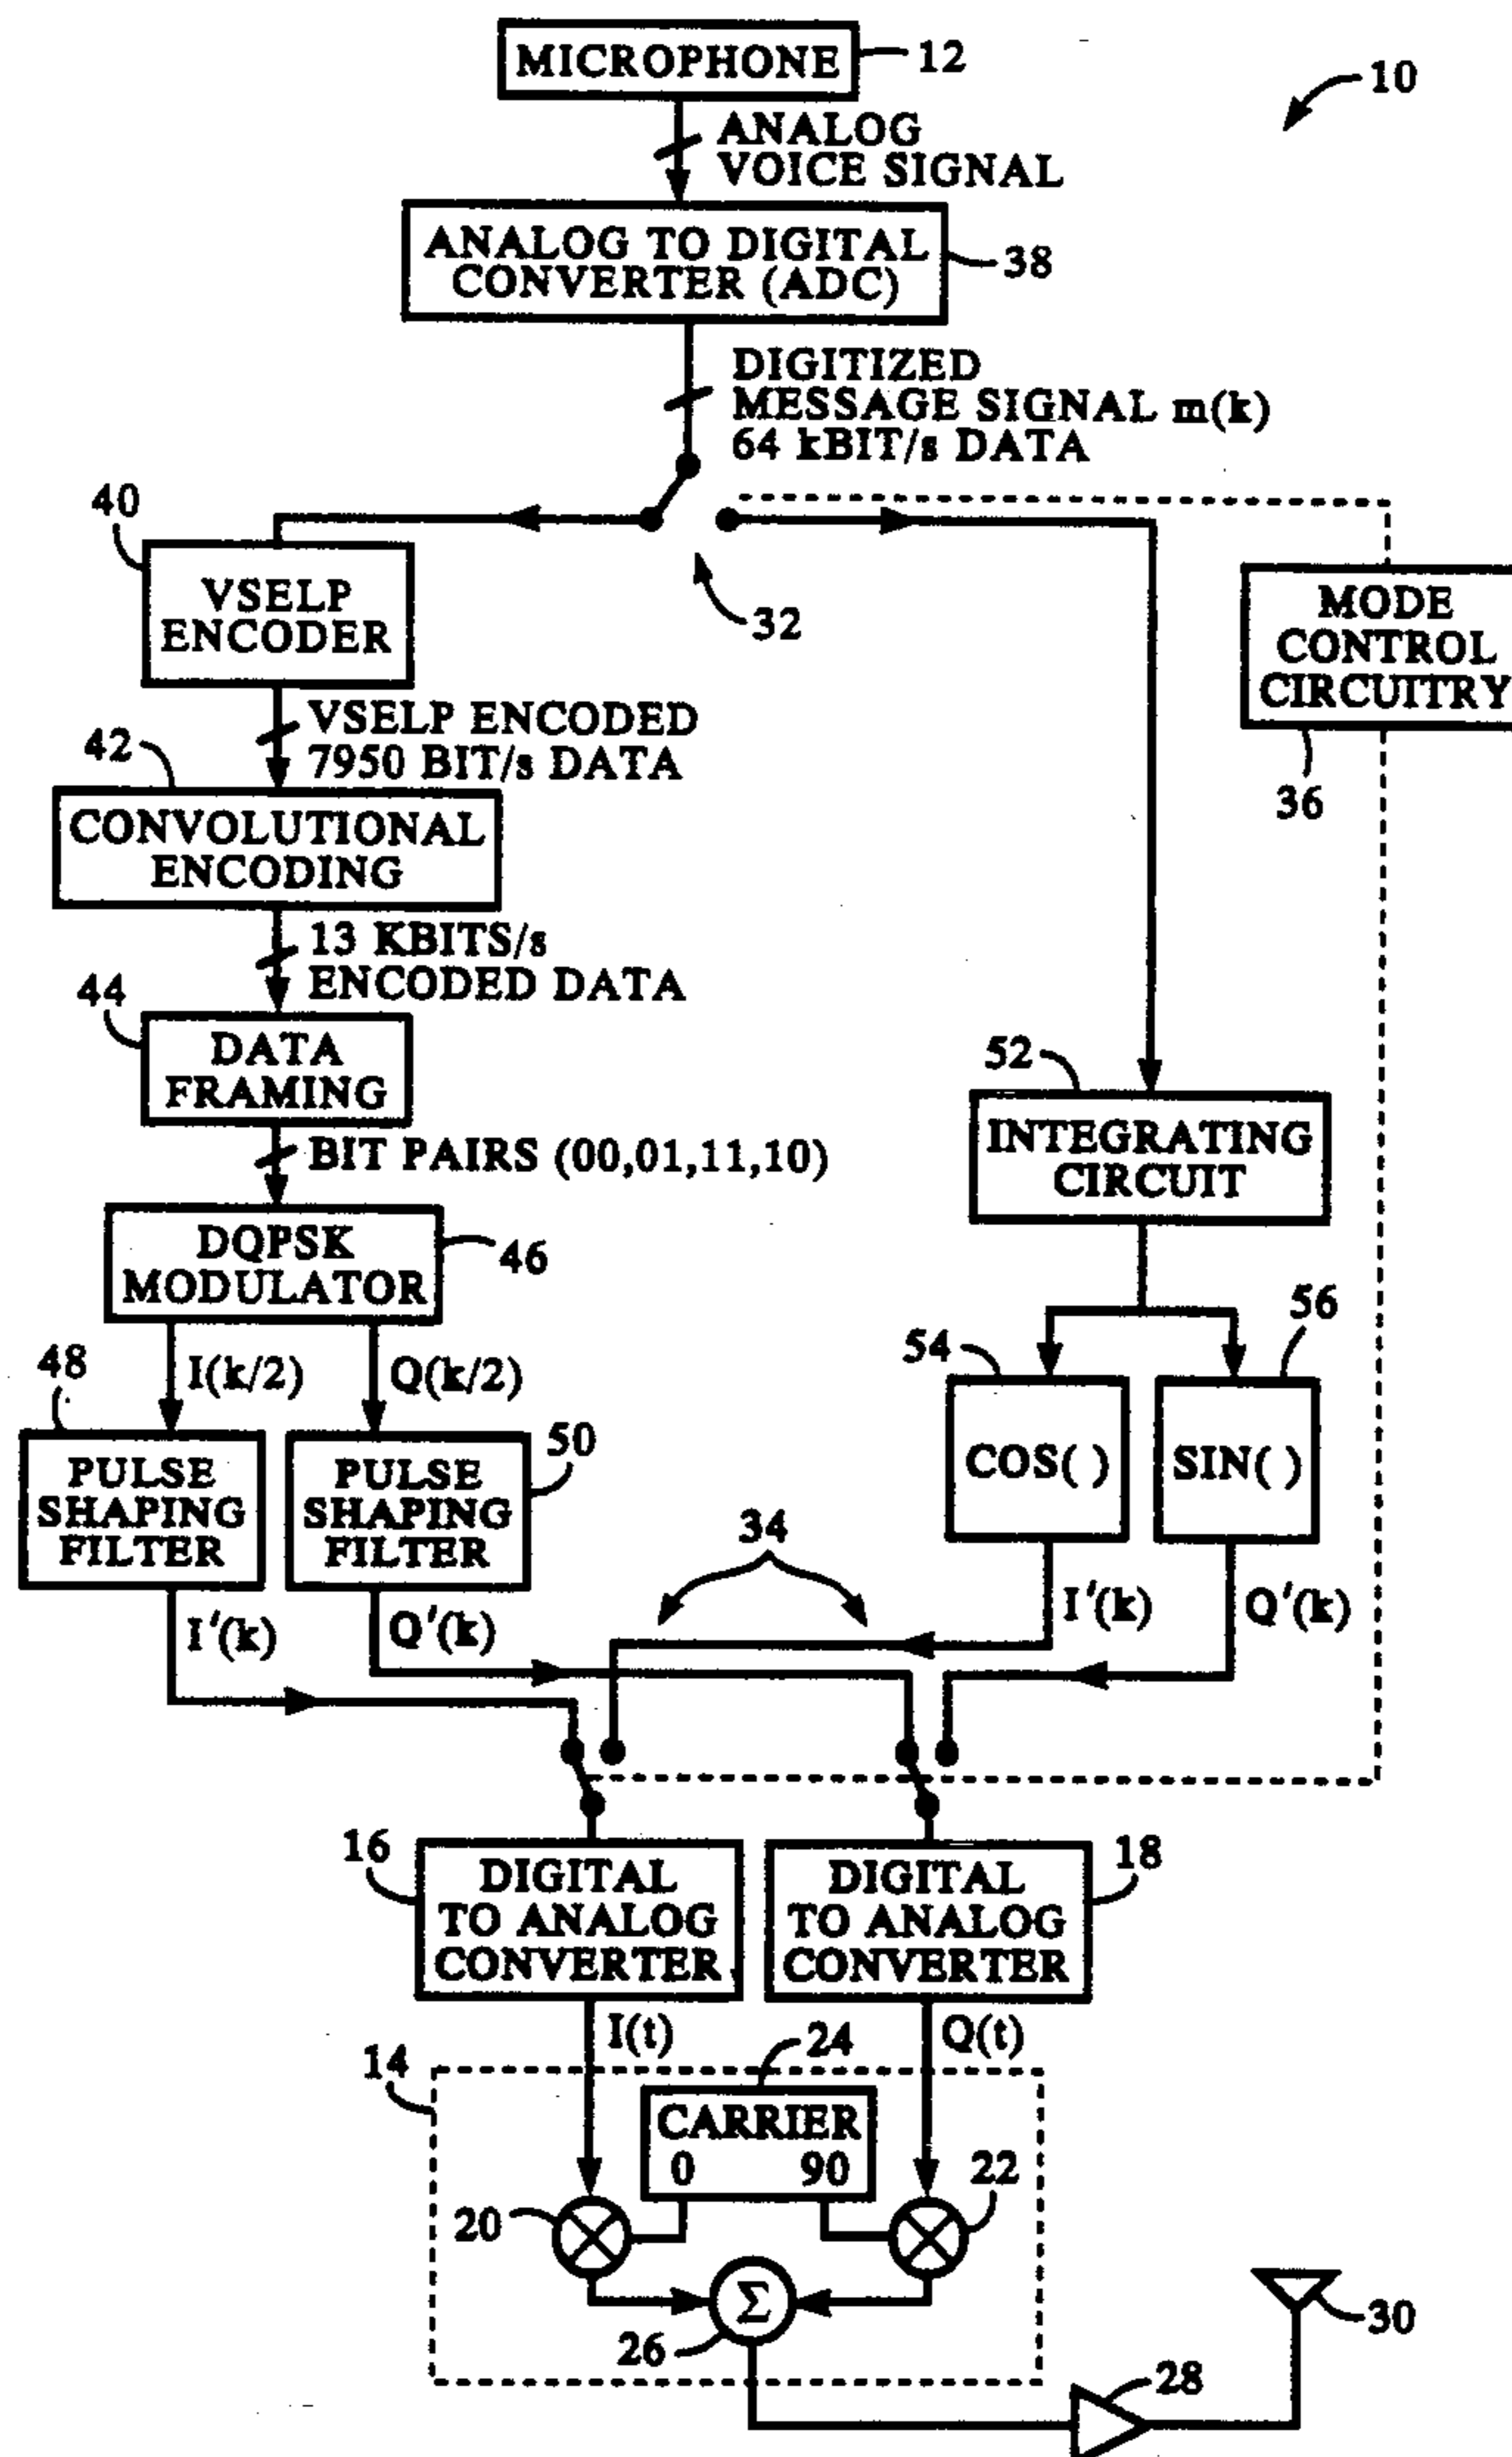 MICROPHONE
12
10
ANALOG
VOICE SIGNAL
ANALOG TO DIGITAL
CONVERTER (ADC)
38
DIGITIZED
MESSAGE SIGNAL m(k)
64 kBIT/s DATA
40
VSELP
ENCODER
32
MODE
CONTROL
CIRCUITRY
36
VSELP ENCODED
7950 BIT/s DATA
42
CONVOLUTIONAL
ENCODING
13 KBITS/s
ENCODED DATA
44
DATA
FRAMING
52
INTEGRATING
CIRCUIT
BIT PAIRS (00,01,11,10)
DQPSK
MODULATOR
46
48
I(k/2)
Q(k/2)
50
54
56
PULSE
SHAPING
FILTER
PULSE
SHAPING
FILTER
COS( )
SIN( )
34
I'(k)
Q'(k)
I'(k)
Q'(k)
16
DIGITAL
TO ANALOG
CONVERTER
DIGITAL
TO ANALOG
CONVERTER
18
I(t)
Q(t)
14
24
CARRIER
0 90
20
22
Σ
26
28
30